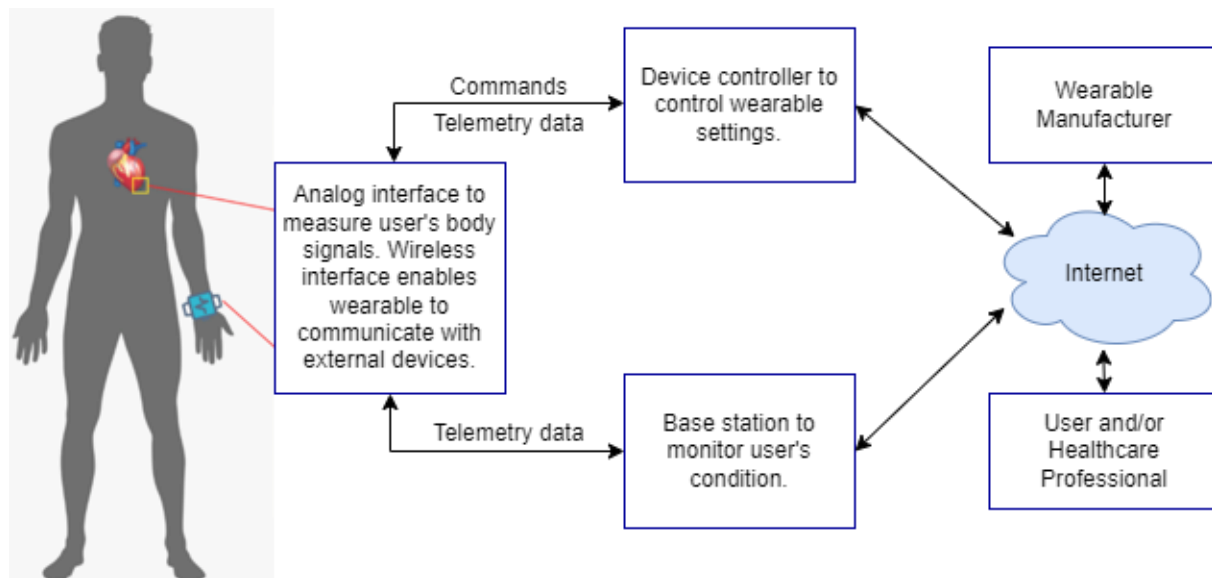 Commands
Telemetry data
Device controller to
control wearable
settings.
Wearable
Manufacturer
Analog interface to
measure user's body
signals. Wireless
interface enables
wearable to
communicate with
external devices.
Internet
Telemetry data
Base station to
monitor user's
condition.
User and/or
Healthcare
Professional